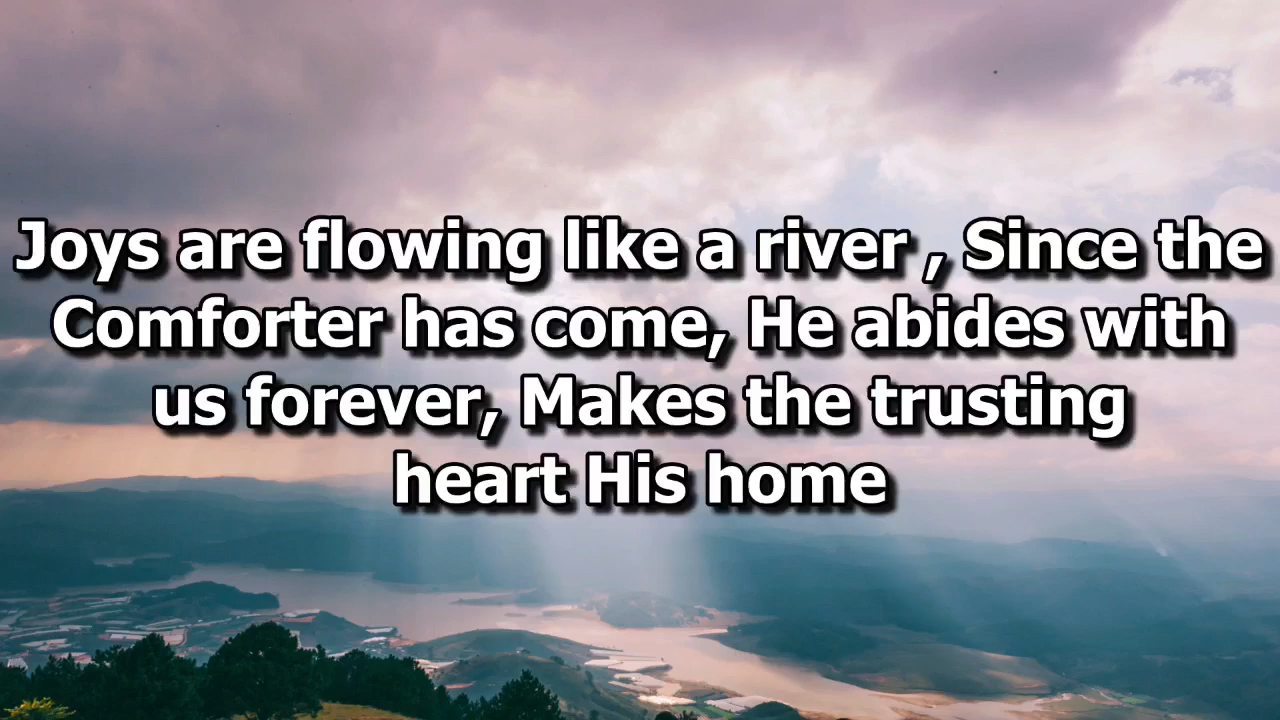 Joys are flowing like a river , Since the
Comforter has come, He abides with
us forever, Makes the trusting
heart His home